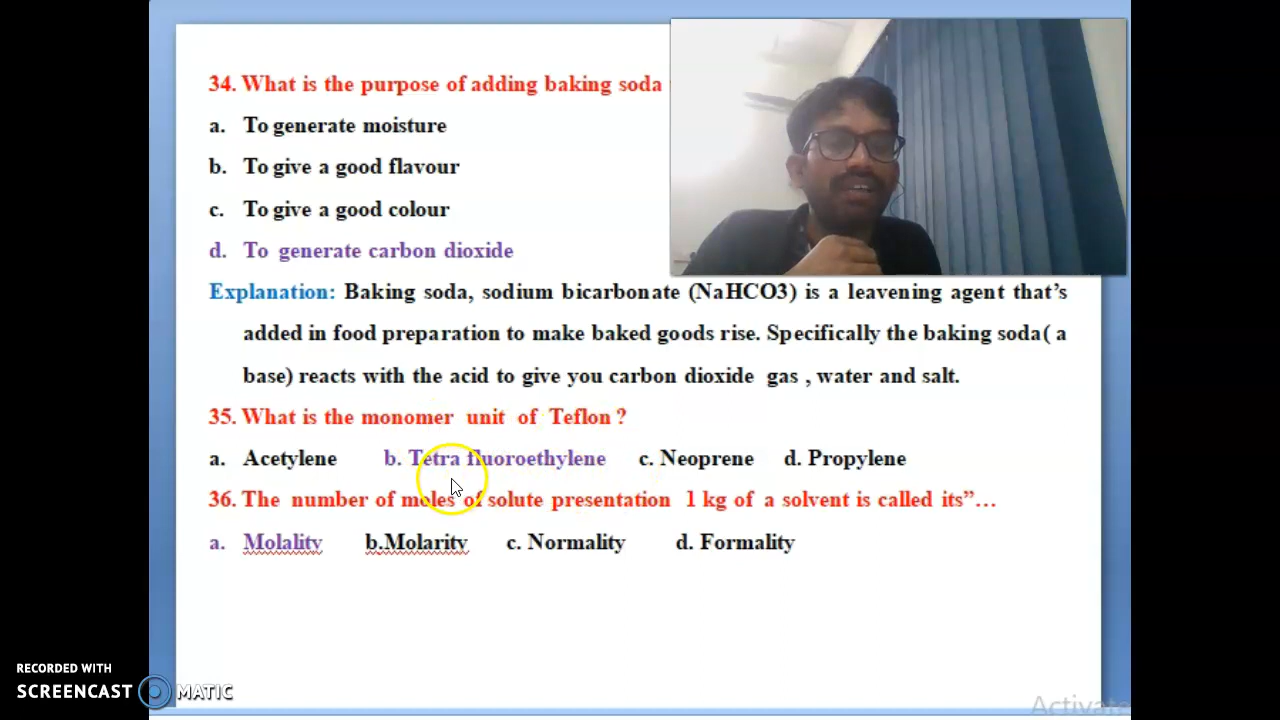 34. What is the purpose of adding baking soda
a. To generate moisture
b. To give a good flavour
c. To give a good colour
d. To generate carbon dioxide
Explanation: Baking soda, sodium bicarbonate (NaHCO3) is a leavening agent that's
added in food preparation to make baked goods rise. Specifically the baking soda( a
base) reacts with the acid to give you carbon dioxide gas , water and salt.
35. What is the monomer unit of Teflon ?
a. Acetylene b. Tetra fluoroethylene c. Neoprene d. Propylene
36. The number of moles of solute presentation 1 kg of a solvent is called its”...
a. Molality b.Molarity c. Normality d. Formality
RECORDED WITH
SCREENCAST MATIC
Activate